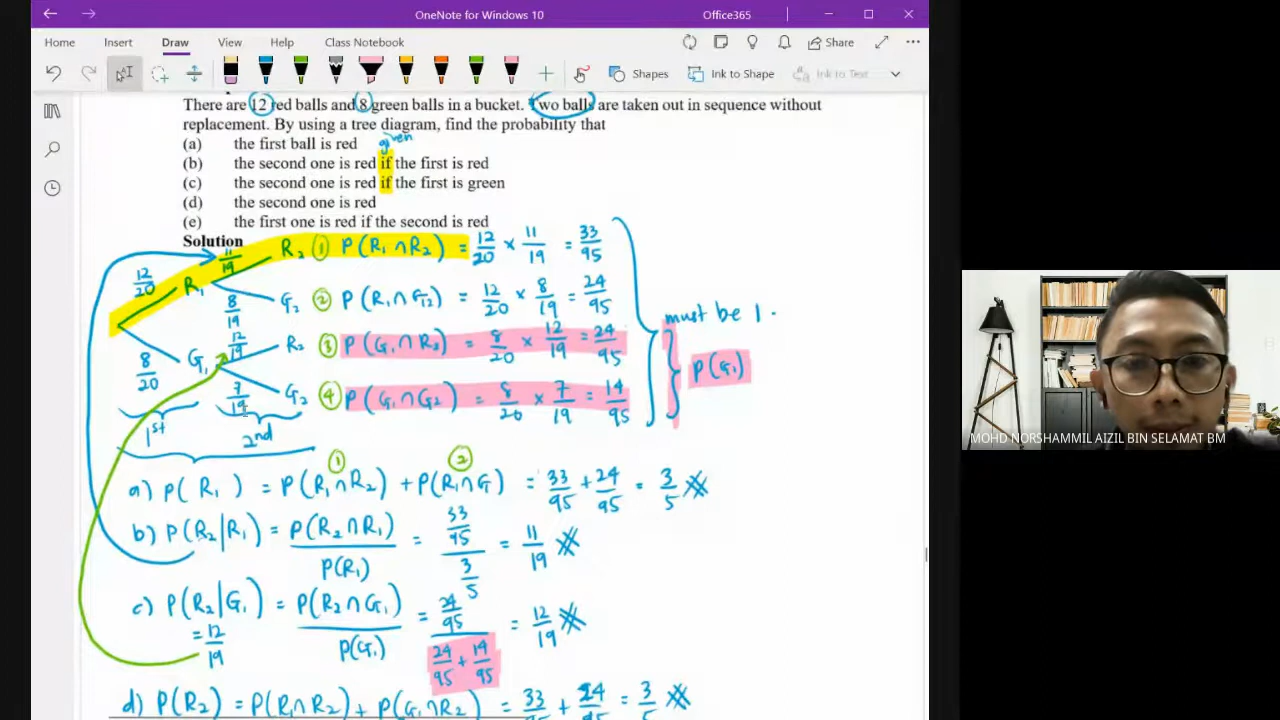 OneNote for Windows 10
Office365
Home
Insert
Draw
View
Help
Class Notebook
Share
Shapes
Ink to Shape
Ink to Text
There are 12 red balls and 8 green balls in a bucket. Two balls are taken out in sequence without
replacement. By using a tree diagram, find the probability that
(a) the first ball is red
given
(b) the second one is red if the first is red
(c) the second one is red if the first is green
(d) the second one is red
(e) the first one is red if the second is red
Solution
12/20 R₁ 11/19 R₂ ① P(R₁∩R₂) = 12/20 × 11/19 = 33/95
8/19 G₂ ② P(R₁∩G₂) = 12/20 × 8/19 = 24/95
must be 1.
8/20 G₁ 12/19 R₂ ③ P(G₁∩R₂) = 8/20 × 12/19 = 24/95
P(G₁)
7/19 G₂ ④ P(G₁∩G₂) = 8/20 × 7/19 = 14/95
1st 2nd
① ②
a) P(R₁) = P(R₁∩R₂) + P(R₁∩G) = 33/95 + 24/95 = 3/5
b) P(R₂|R₁) = P(R₂∩R₁)/P(R₁) = 33/95 / 3/5 = 11/19
c) P(R₂|G₁) = P(R₂∩G₁)/P(G₁) = 24/95 / 24/95 + 14/95 = 12/19
= 12/19
d) P(R₂) = P(R₁∩R₂) + P(G₁∩R₂) = 33/95 + 24/95 = 3/5
MOHD NORSHAMMIL AIZIL BIN SELAMAT BM